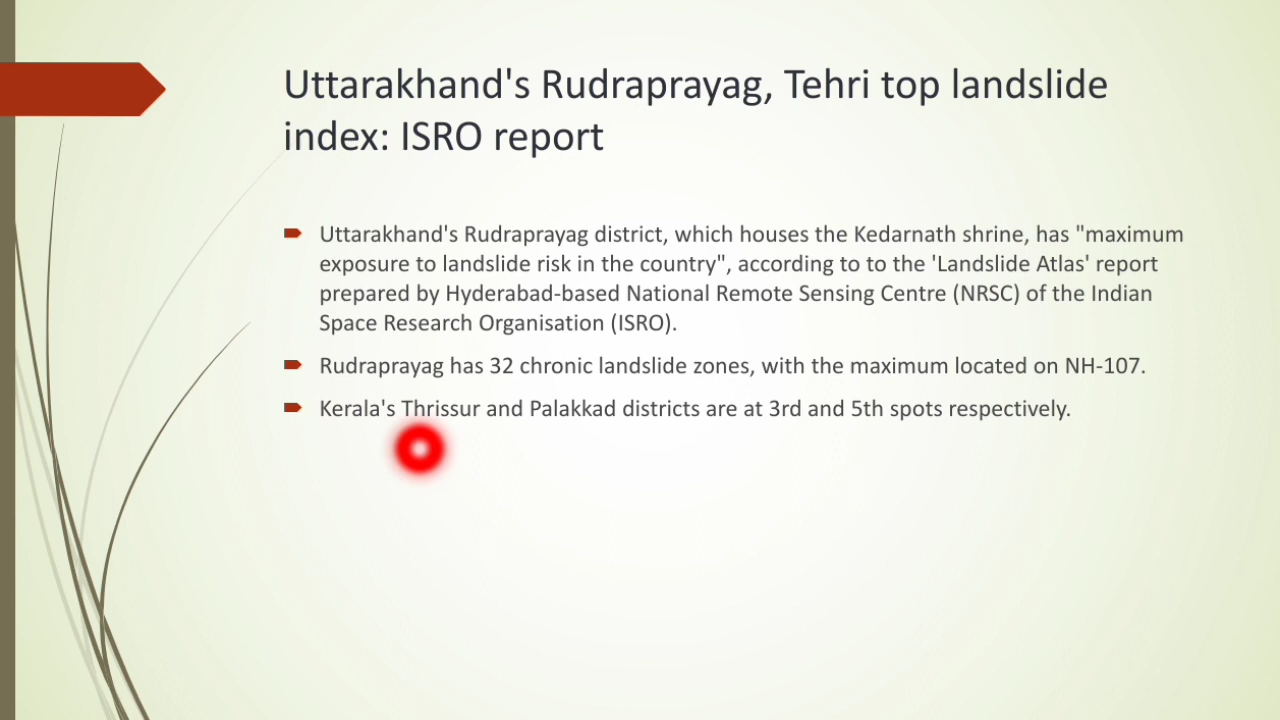 Uttarakhand's Rudraprayag, Tehri top landslide
index: ISRO report
Uttarakhand's Rudraprayag district, which houses the Kedarnath shrine, has "maximum
exposure to landslide risk in the country", according to to the 'Landslide Atlas' report
prepared by Hyderabad-based National Remote Sensing Centre (NRSC) of the Indian
Space Research Organisation (ISRO).
Rudraprayag has 32 chronic landslide zones, with the maximum located on NH-107.
Kerala's Thrissur and Palakkad districts are at 3rd and 5th spots respectively.